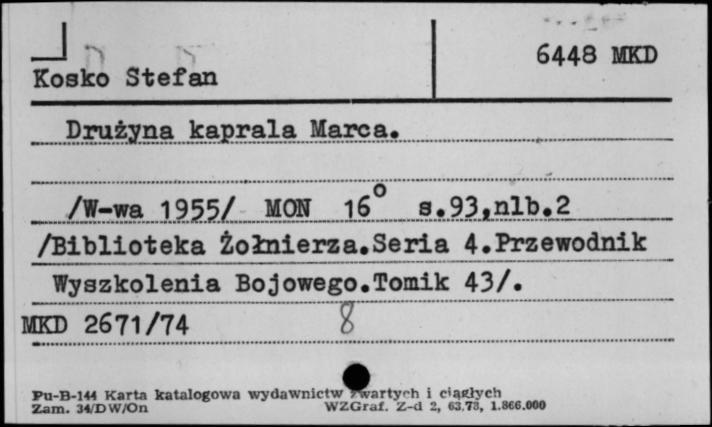 6448 MKD
Kosko Stefan
Drużyna kaprala Marca.
/W-wa 1955/ MON 16° s.93,nlb.2
/Biblioteka Żołnierza.Seria 4.Przewodnik
Wyszkolenia Bojowego.Tomik 43/.
MKD 2671/74 8
Pu-B-144 Karta katalogowa wydawnictw zwartych i ciągłych
Zam. 34/DW/On WZGraf. Z-d 2, 63.73, 1.866.000